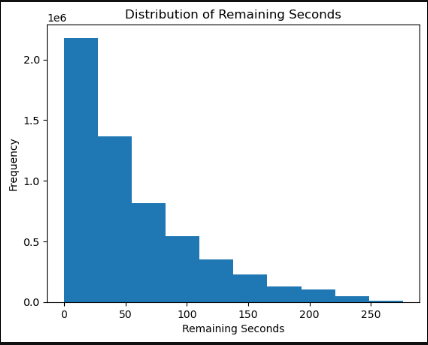 Distribution of Remaining Seconds
1e6
2.0
1.5
1.0
0.5
0.0
Frequency
0 50 100 150 200 250
Remaining Seconds